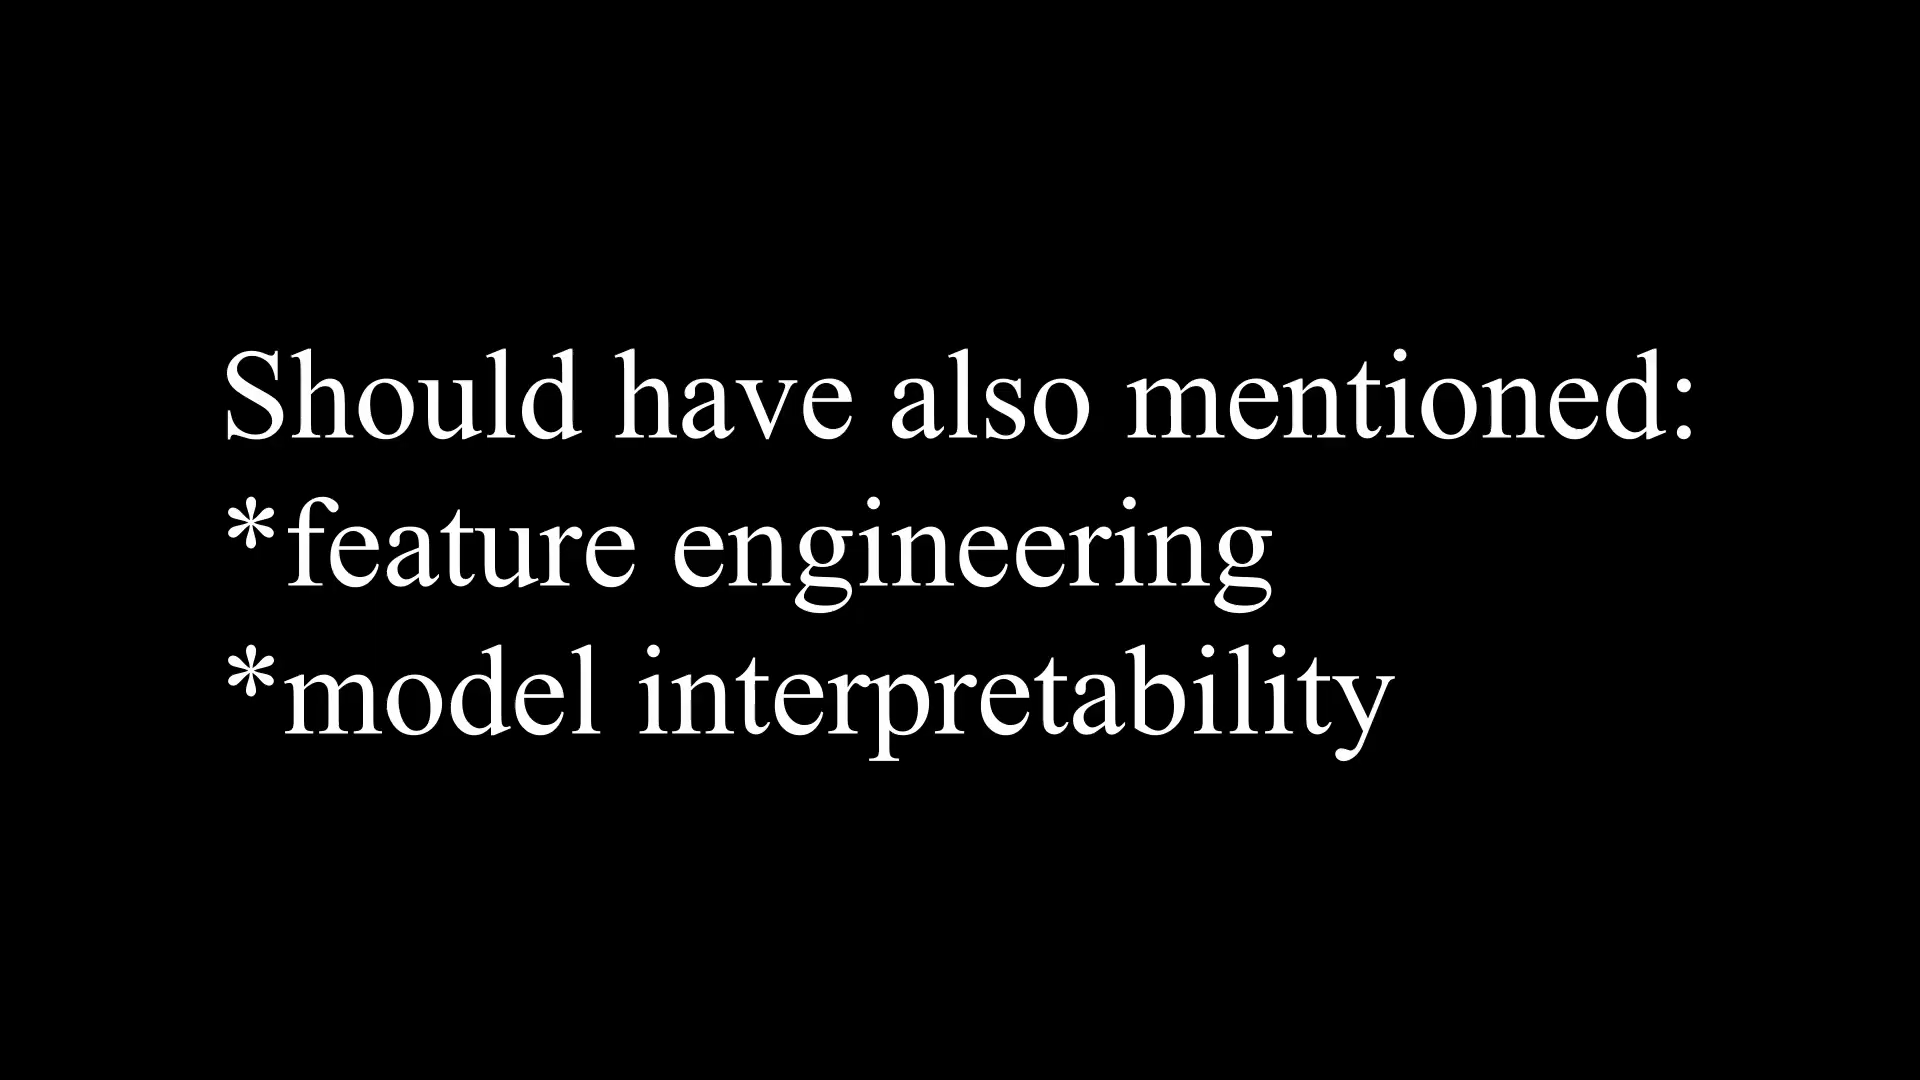 Should have also mentioned:
*feature engineering
*model interpretability